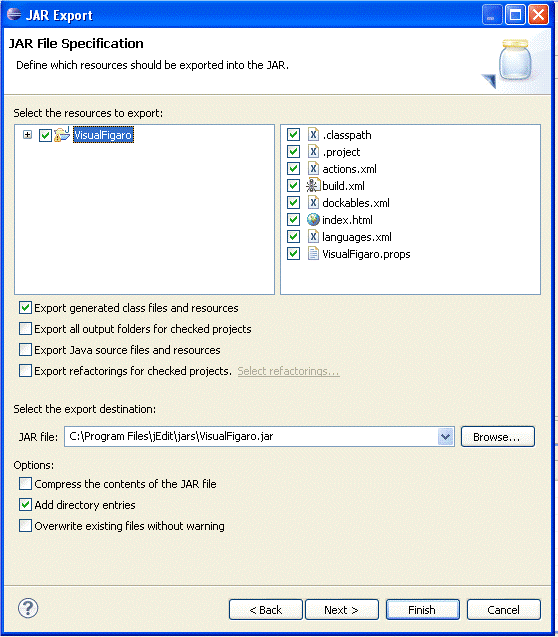 JAR Export
JAR File Specification
Define which resources should be exported into the JAR.
Select the resources to export:
VisualFigaro
.classpath
.project
actions.xml
build.xml
dockables.xml
index.html
languages.xml
VisualFigaro.props
Export generated class files and resources
Export all output folders for checked projects
Export Java source files and resources
Export refactorings for checked projects. Select refactorings...
Select the export destination:
JAR file: C:\Program Files\jEdit\jars\VisualFigaro.jar Browse...
Options:
Compress the contents of the JAR file
Add directory entries
Overwrite existing files without warning
? < Back Next > Finish Cancel